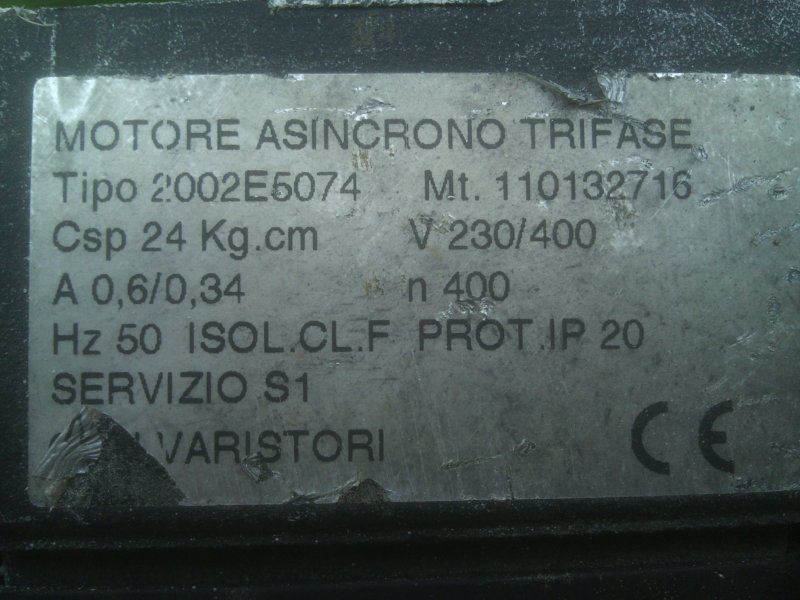 MOTORE ASINCRONO TRIFASE
Tipo 2002E5074 Mt. 110132716
Csp 24 Kg.cm V 230/400
A 0,6/0,34 n 400
Hz 50 ISOL.CL.F PROT.IP 20
SERVIZIO S1
VARISTORI CE